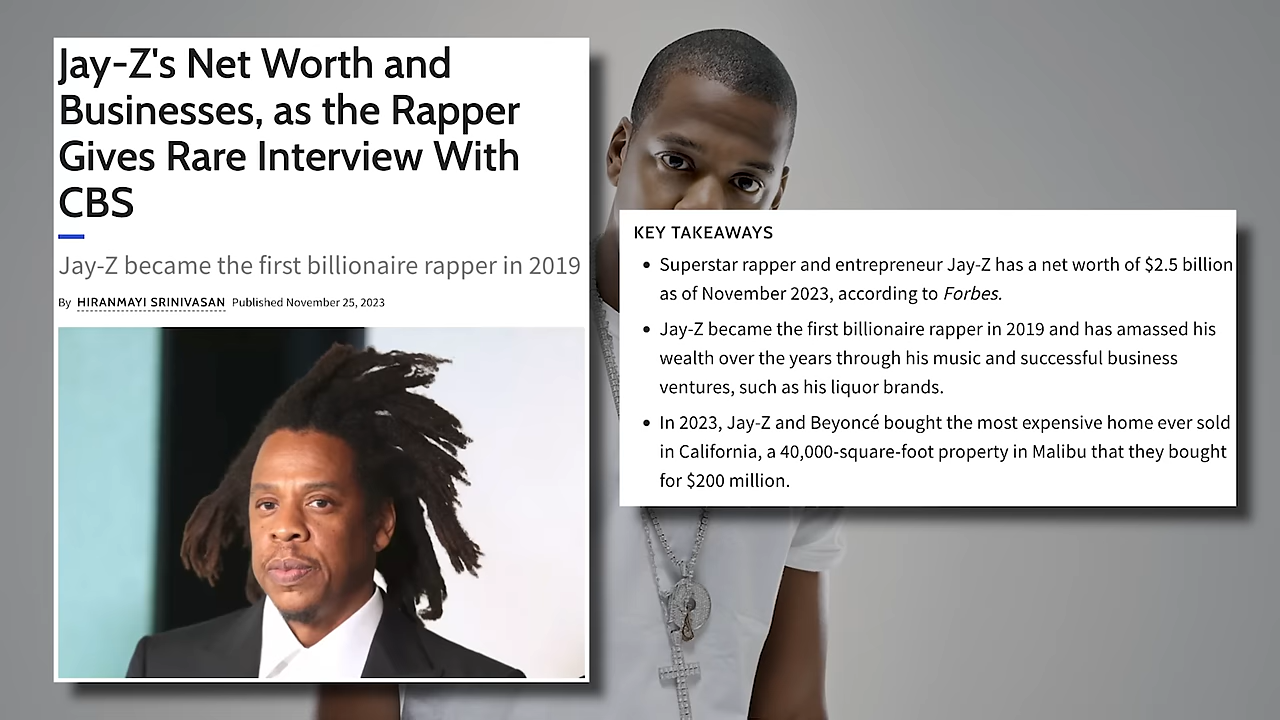 Jay-Z's Net Worth and
Businesses, as the Rapper
Gives Rare Interview With
CBS
Jay-Z became the first billionaire rapper in 2019
By HIRANMAYI SRINIVASAN Published November 25, 2023
KEY TAKEAWAYS
• Superstar rapper and entrepreneur Jay-Z has a net worth of $2.5 billion
as of November 2023, according to Forbes.
• Jay-Z became the first billionaire rapper in 2019 and has amassed his
wealth over the years through his music and successful business
ventures, such as his liquor brands.
• In 2023, Jay-Z and Beyoncé bought the most expensive home ever sold
in California, a 40,000-square-foot property in Malibu that they bought
for $200 million.